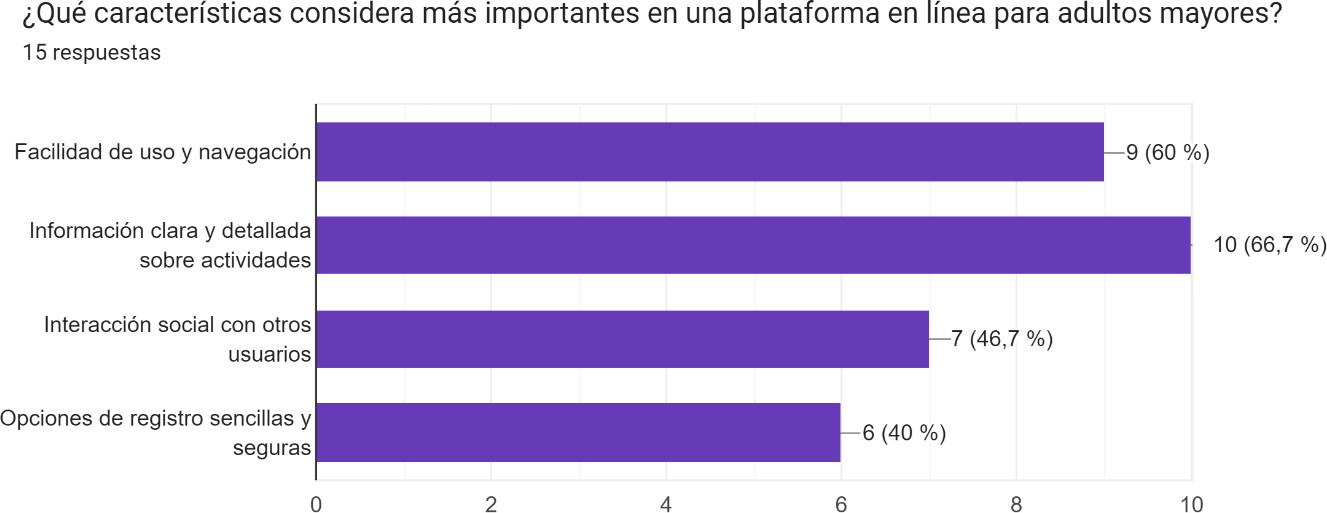 ¿Qué características considera más importantes en una plataforma en línea para adultos mayores?
15 respuestas
Facilidad de uso y navegación
9 (60 %)
Información clara y detallada
sobre actividades
10 (66,7 %)
Interacción social con otros
usuarios
7 (46,7 %)
Opciones de registro sencillas y
seguras
6 (40 %)
0 2 4 6 8 10